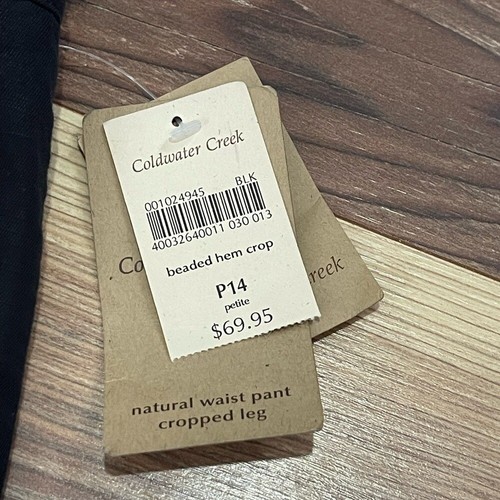 Coldwater Creek
001024945 BLK
40032640011 030 013
beaded hem crop
P14
petite
$69.95
Co
reek
natural waist pant
cropped leg